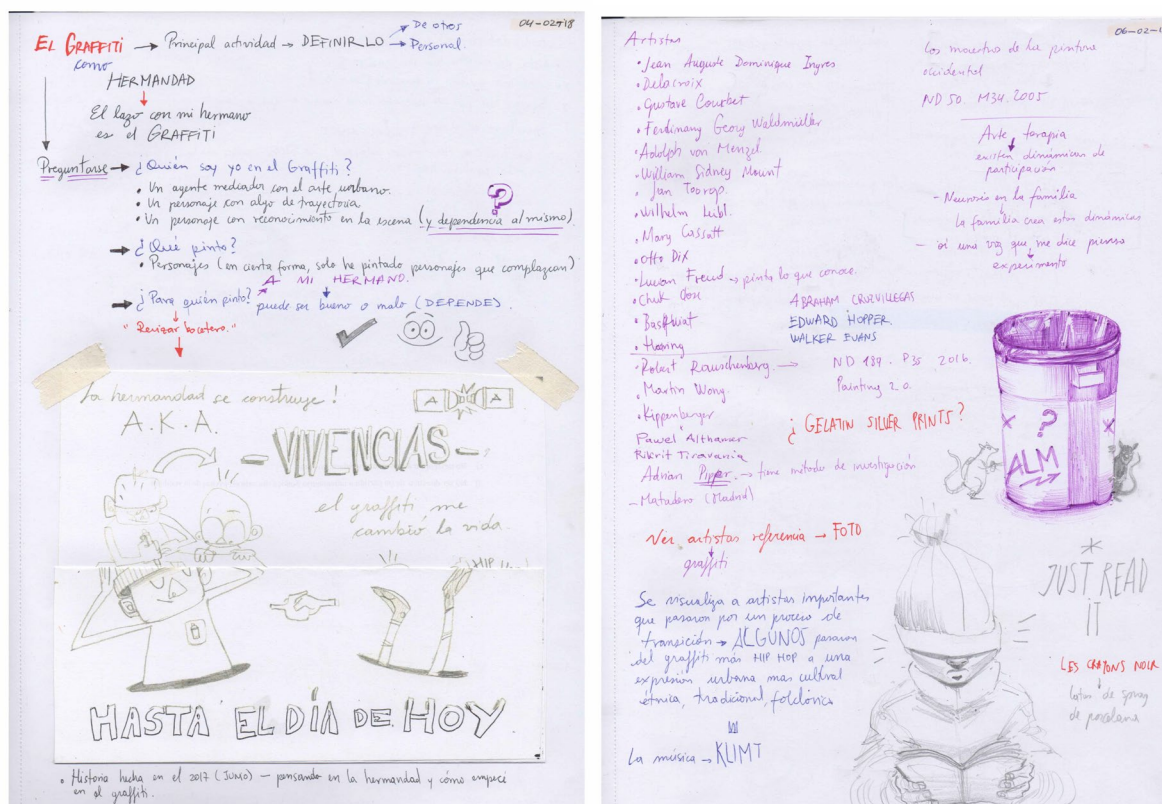 04-02-18
EL GRAFFITI → Principal actividad → DEFINIRLO → De otros
→ Personal.
como
HERMANDAD
El lazo con mi hermano
es el GRAFFITI
Preguntarse → ¿Quién soy yo en el Graffiti?
• Un agente mediador con el arte urbano.
• Un personaje con algo de trayectoria.
• Un personaje con reconocimiento en la escena (y dependencia al mismo)
?
→ ¿Qué pinto?
• Personajes (en cierta forma, solo he pintado personajes que complazcan)
A MI HERMANO.
→ ¿Para quién pinto? puede ser bueno o malo (DEPENDE).
"Revisar bocetero."
La hermandad se construye!
A.K.A.
A A
- VIVENCIAS -
el graffiti me
cambió la vida.
HIP
HASTA EL DÍA DE HOY
• Historia hecha en el 2017 (JUNIO) — pensando en la hermandad y cómo empecé
en el graffiti.
06-02-1
Artistas
• Jean Auguste Dominique Ingres
• Delacroix
• Gustave Courbet
• Ferdinany Georg Waldmüller
• Adolph von Menzel.
• William Sidney Mount
• Jan Toorop.
• Wilhelm Leibl.
• Mary Cassatt
• Otto Dix
• Lucian Freud → pinta lo que conoce.
• Chuk Close
• Basquiat
• Haring
• Robert Rauschenberg. → ND 189. P35 2016.
Painting 2.0.
• Martin Wong.
• Kippenberger
Pawel Althamer
Rikrit Tiravania
Adrian Pipper. → tiene método de investigación
- Matadero (Madrid)
ABRAHAM CRUZVILLEGAS
EDWARD HOPPER.
WALKER EVANS
¿GELATIN SILVER PRINTS?
Los maestros de la pintura
occidental
ND 50. M34. 2005
Arte terapia
existen dinámicas de
participación
- Neurosis en la familia
La familia crea estas dinámicas
- oí una voz que me dice
experimento
?
ALM
Ver artistas referencia → FOTO
graffiti
Se visualiza a artistas importantes
que pasaron por un proceso de
transición → ALGUNOS pasaron
del graffiti más HIP HOP a una
expresión urbana mas cultural
étnica, tradicional, folclórica
La música → KLIMT
*
JUST READ
IT
LES CRAYONS NOIR
latas de spray
de porcelana